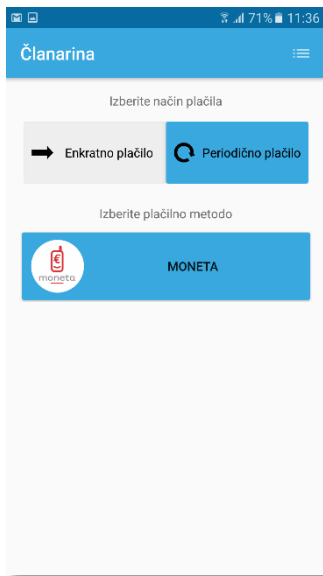 71% 11:36
Članarina
Izberite način plačila
Enkratno plačilo
Periodično plačilo
Izberite plačilno metodo
€
moneta
MONETA